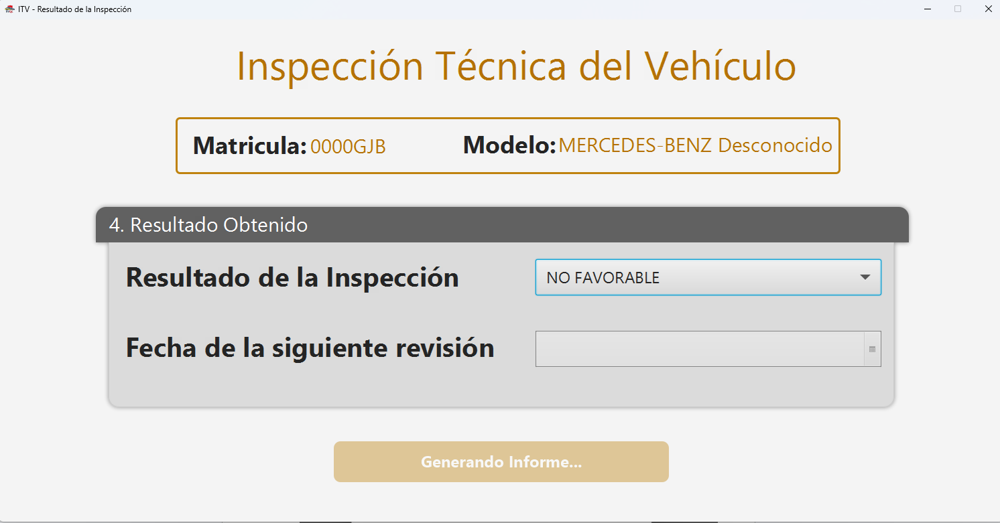 ITV - Resultado de la Inspección
Inspección Técnica del Vehículo
Matricula: 0000GJB Modelo: MERCEDES-BENZ Desconocido
4. Resultado Obtenido
Resultado de la Inspección NO FAVORABLE
Fecha de la siguiente revisión
Generando Informe...